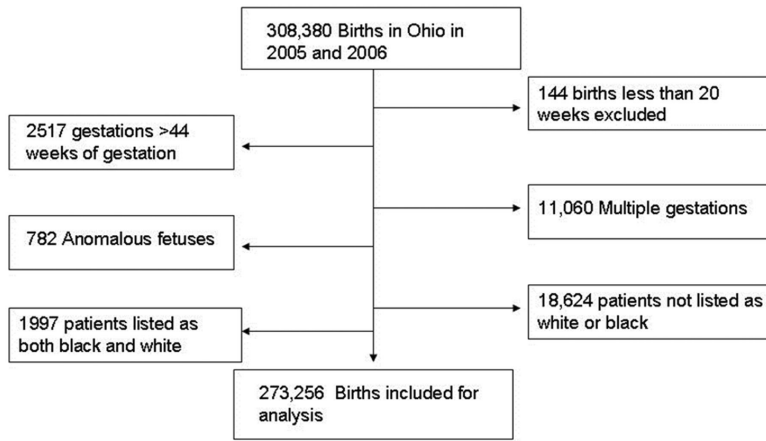 308,380 Births in Ohio in
2005 and 2006
144 births less than 20
weeks excluded
2517 gestations >44
weeks of gestation
11,060 Multiple gestations
782 Anomalous fetuses
18,624 patients not listed as
white or black
1997 patients listed as
both black and white
273,256 Births included for
analysis